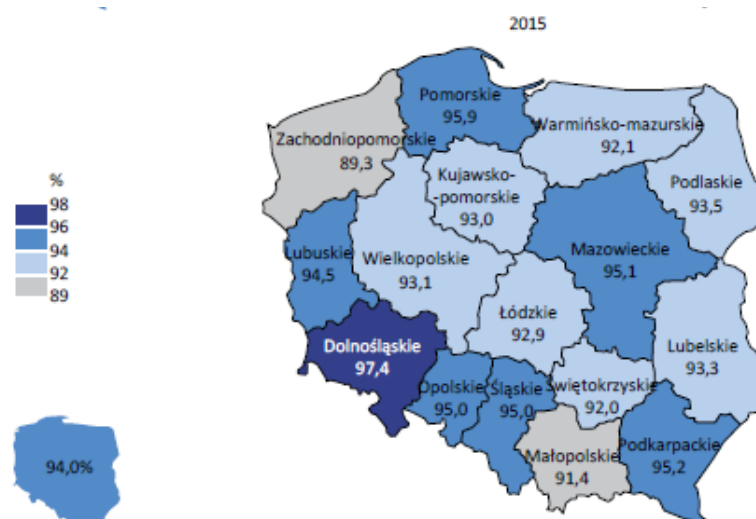 2015
Pomorskie
95,9
Zachodniopomorskie
89,3
Warmińsko-mazurskie
92,1
Kujawsko-
-pomorskie
93,0
Podlaskie
93,5
%
98
96
94
92
89
Lubuskie
94,5
Wielkopolskie
93,1
Mazowieckie
95,1
Łódzkie
92,9
Dolnośląskie
97,4
Lubelskie
93,3
Opolskie
95,0
Śląskie
95,0
Świętokrzyskie
92,0
Małopolskie
91,4
Podkarpackie
95,2
94,0%